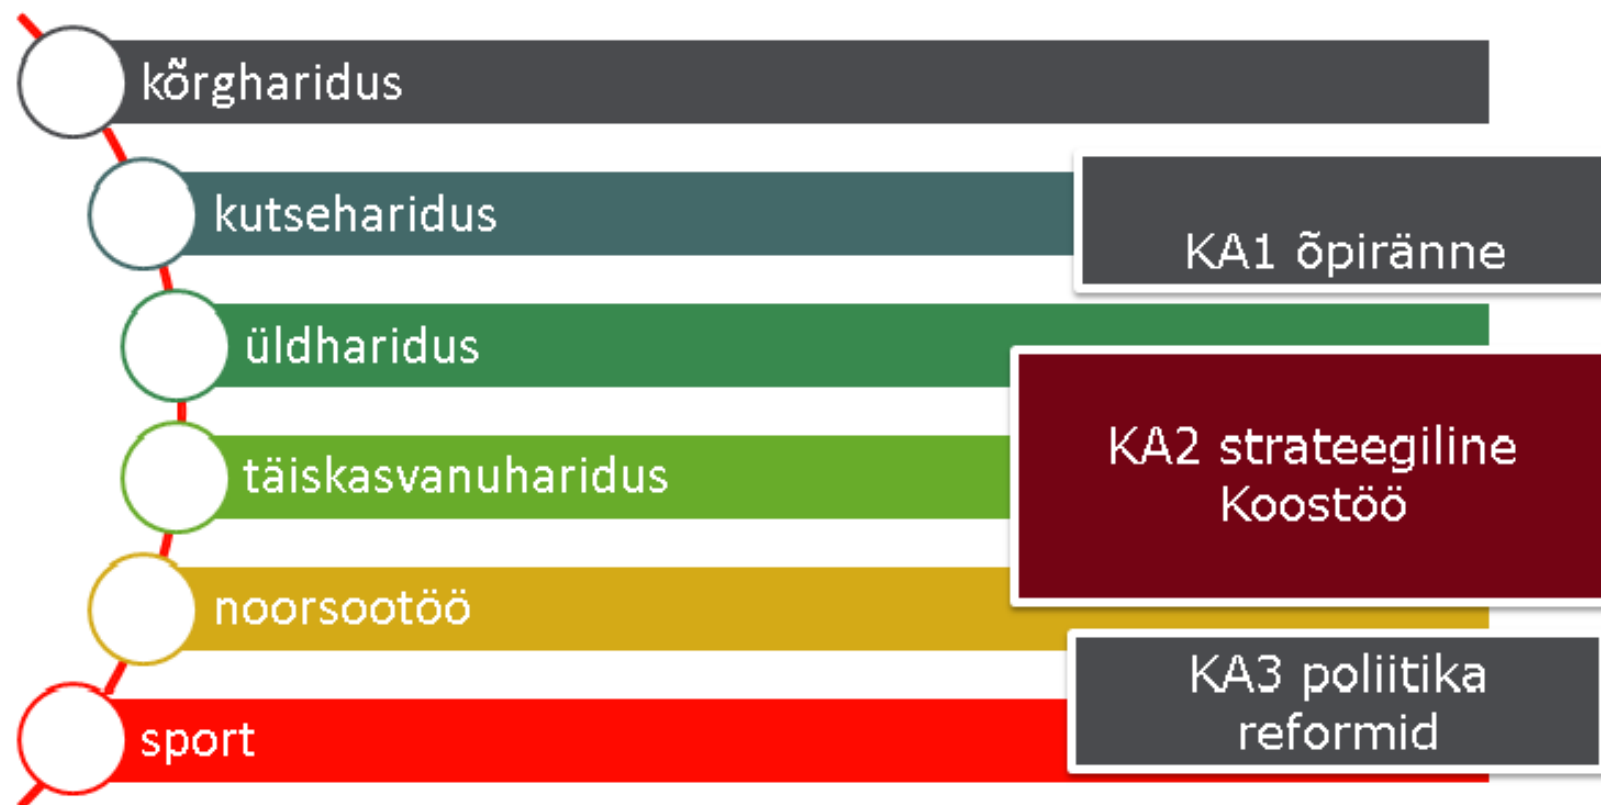 kõrgharidus
kutseharidus
KA1 õpiränne
üldharidus
KA2 strateegiline
Koostöö
täiskasvanuharidus
noorsootöö
KA3 poliitika
reformid
sport